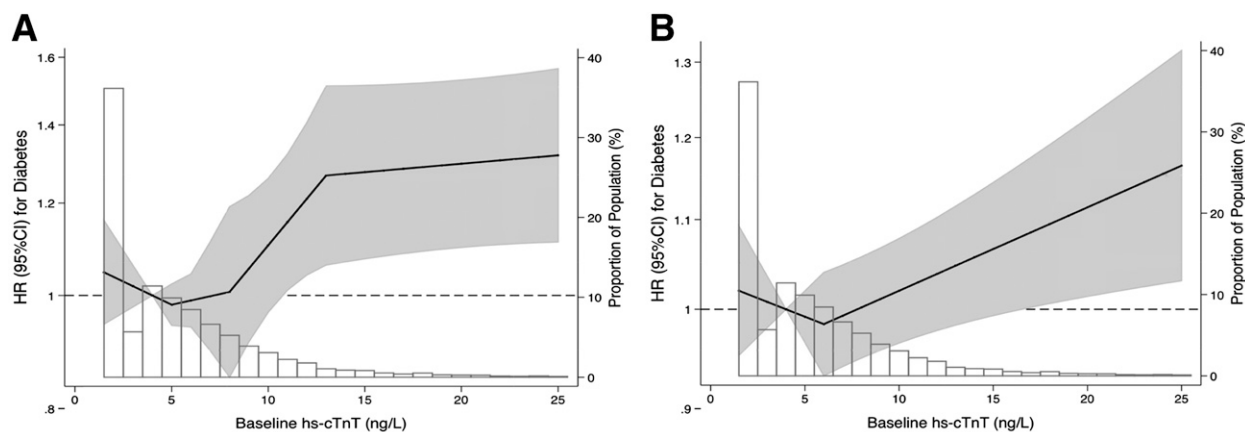 A
HR (95%CI) for Diabetes
1.6
1.4
1.2
1
.8
40
30
20
10
0
Proportion of Population (%)
0 5 10 15 20 25
Baseline hs-cTnT (ng/L)
B
HR (95%CI) for Diabetes
1.3
1.2
1.1
1.0
.9
40
30
20
10
0
Proportion of Population (%)
0 5 10 15 20 25
Baseline hs-cTnT (ng/L)